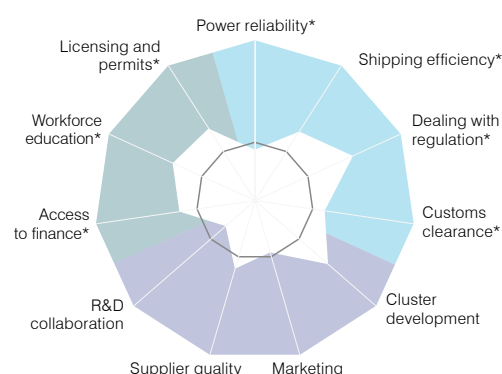 Power reliability*
Licensing and
permits*
Shipping efficiency*
Workforce
education*
Dealing with
regulation*
Access
to finance*
Customs
clearance*
R&D
collaboration
Cluster
development
Supplier quality
Marketing